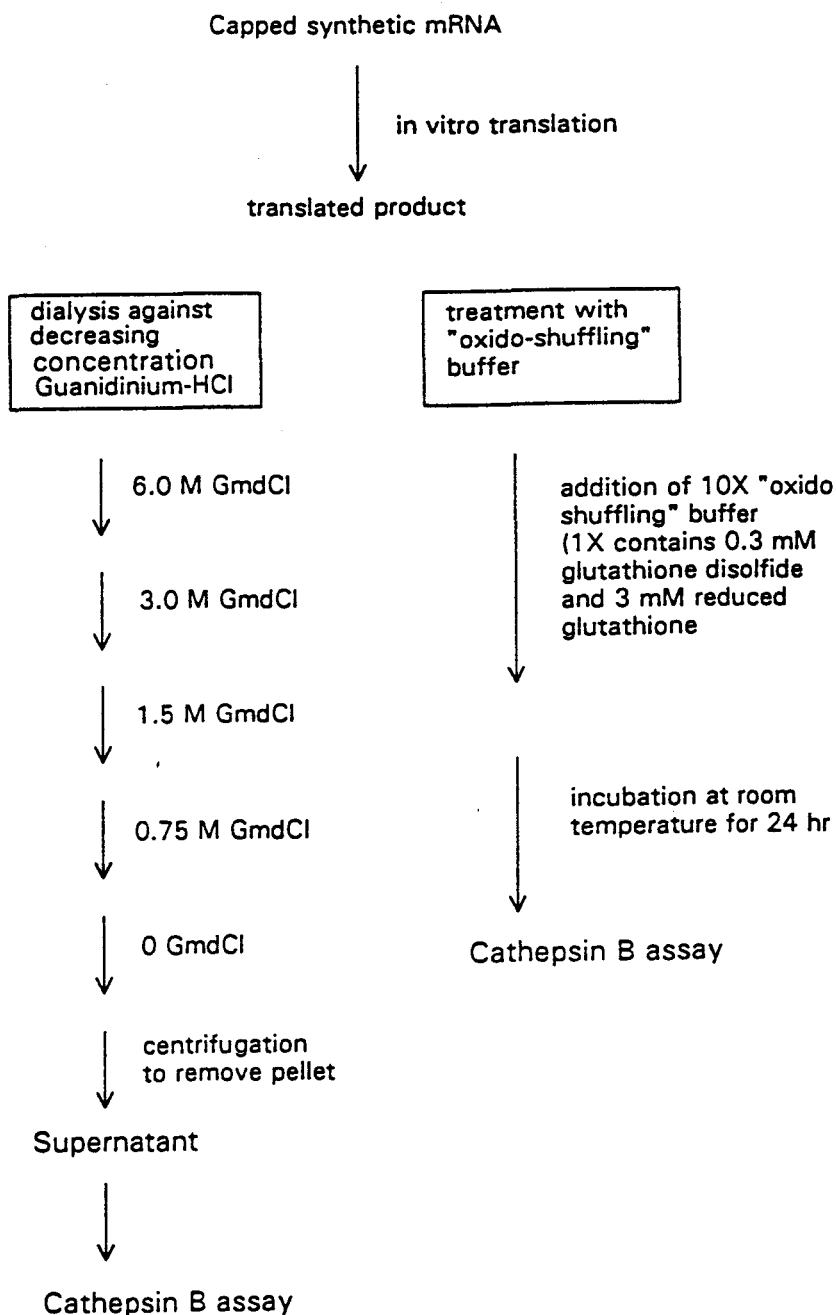 Capped synthetic mRNA
in vitro translation
translated product
dialysis against
decreasing
concentration
Guanidinium-HCl
6.0 M GmdCl
3.0 M GmdCl
1.5 M GmdCl
0.75 M GmdCl
0 GmdCl
centrifugation
to remove pellet
Supernatant
Cathepsin B assay
treatment with
"oxido-shuffling"
buffer
addition of 10X "oxido
shuffling" buffer
(1X contains 0.3 mM
glutathione disolfide
and 3 mM reduced
glutathione
incubation at room
temperature for 24 hr
Cathepsin B assay